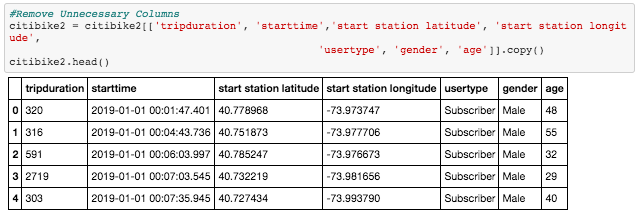 #Remove Unnecessary Columns
citibike2 = citibike2[['tripduration', 'starttime','start station latitude', 'start station longit
ude',
'usertype', 'gender', 'age']].copy()
citibike2.head()
tripduration starttime start station latitude start station longitude usertype gender age
0 320 2019-01-01 00:01:47.401 40.778968 -73.973747 Subscriber Male 48
1 316 2019-01-01 00:04:43.736 40.751873 -73.977706 Subscriber Male 55
2 591 2019-01-01 00:06:03.997 40.785247 -73.976673 Subscriber Male 32
3 2719 2019-01-01 00:07:03.545 40.732219 -73.981656 Subscriber Male 29
4 303 2019-01-01 00:07:35.945 40.727434 -73.993790 Subscriber Male 40